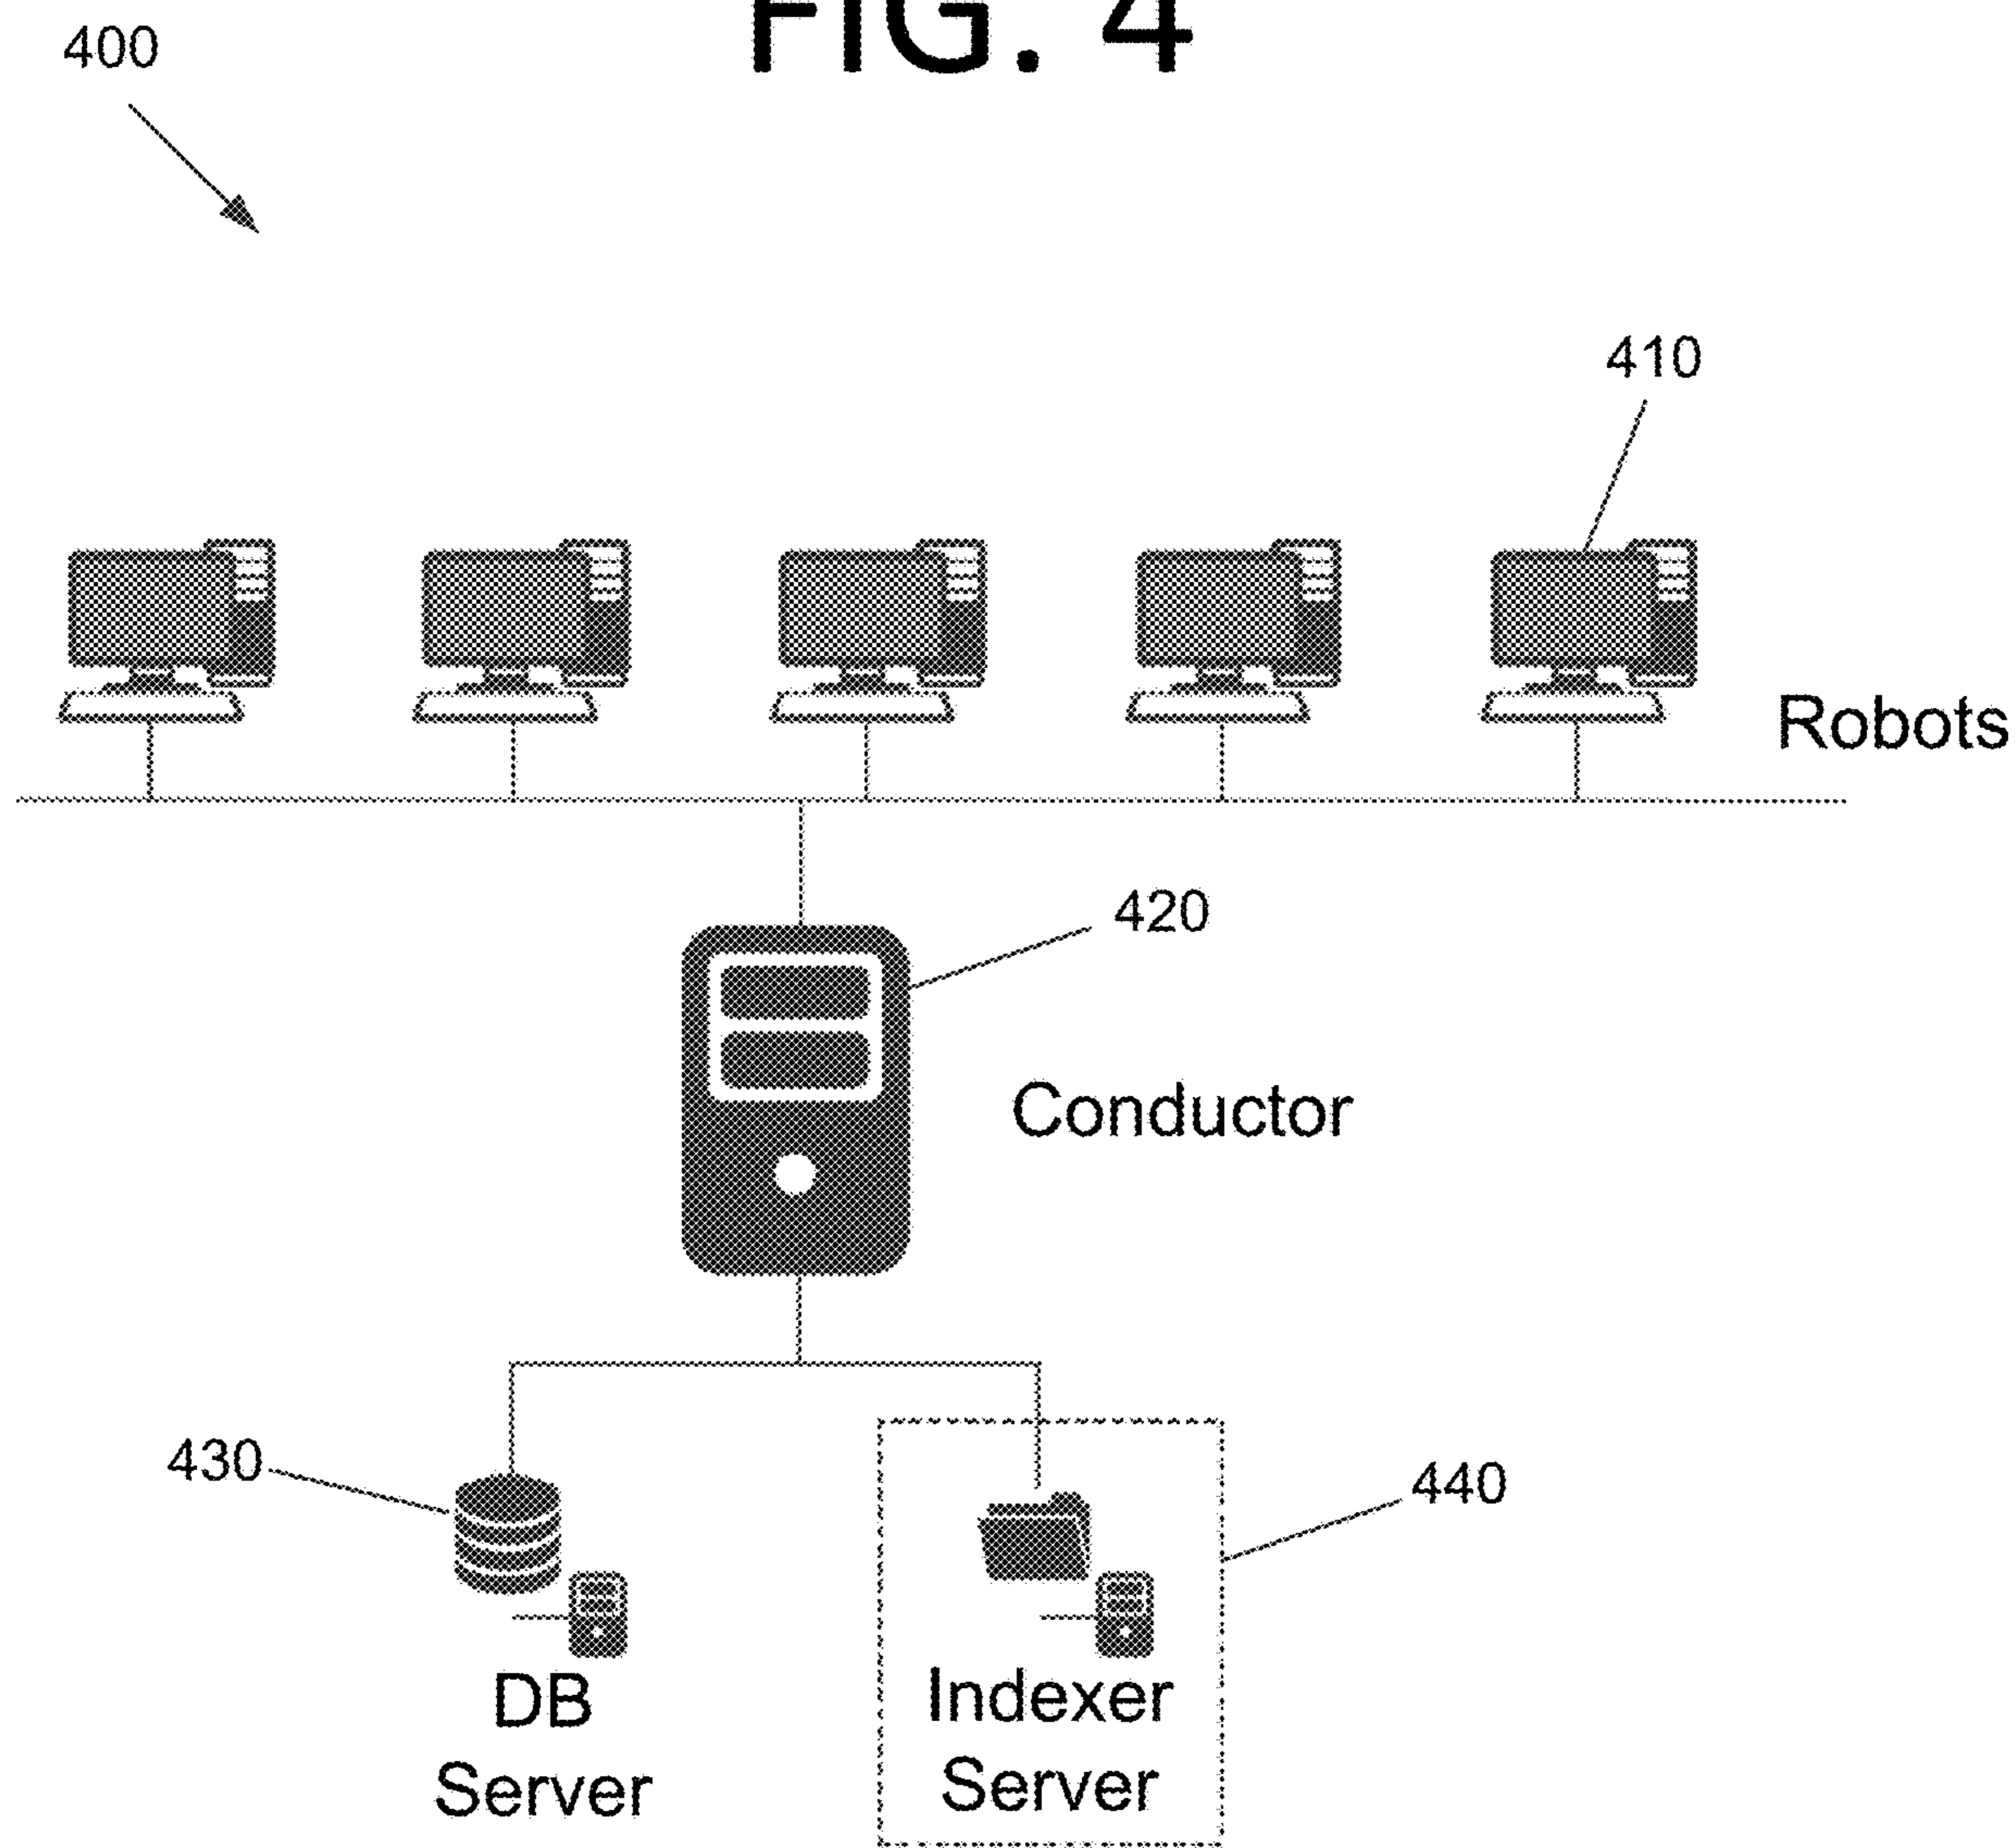 FIG. 4
400
410
Robots
420
Conductor
430
440
DB
Server
Indexer
Server